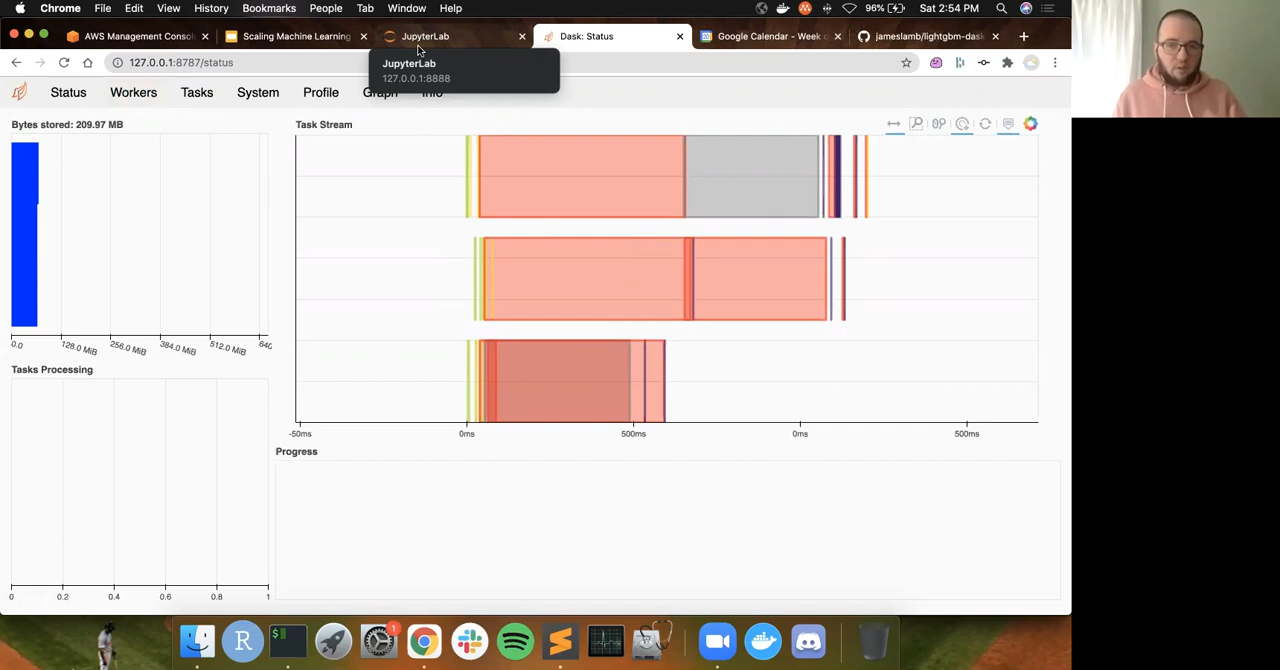 Chrome File Edit View History Bookmarks People Tab Window Help 96% Sat 2:54 PM
AWS Management Conso Scaling Machine Learning JupyterLab Dask: Status Google Calendar - Week o jameslamb/lightgbm-dask
127.0.0.1:8787/status
JupyterLab
127.0.0.1:8888
Status Workers Tasks System Profile Graph Info
Bytes stored: 209.97 MB
Task Stream
0.0 128.0 MiB 256.0 MiB 384.0 MiB 512.0 MiB 640
-50ms 0ms 500ms 0ms 500ms
Tasks Processing
0 0.2 0.4 0.6 0.8 1
Progress
R $ 1